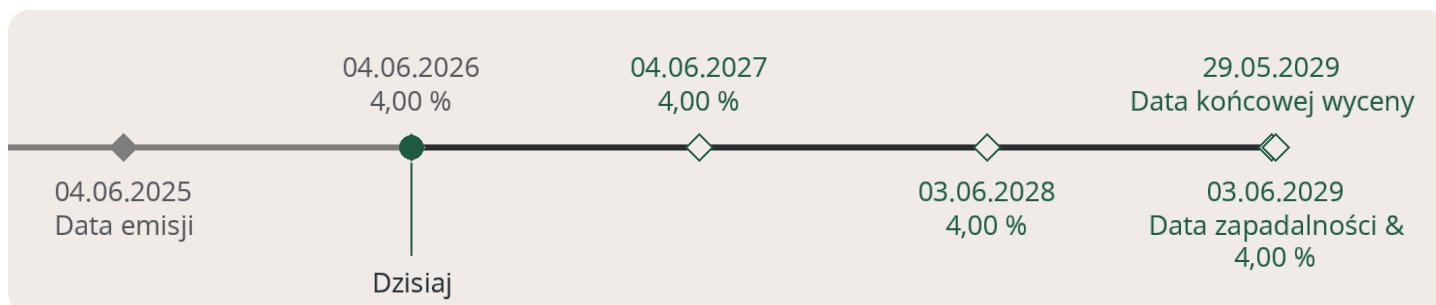 04.06.2026
4,00 %
04.06.2027
4,00 %
29.05.2029
Data końcowej wyceny
04.06.2025
Data emisji
03.06.2028
4,00 %
03.06.2029
Data zapadalności &
4,00 %
Dzisiaj